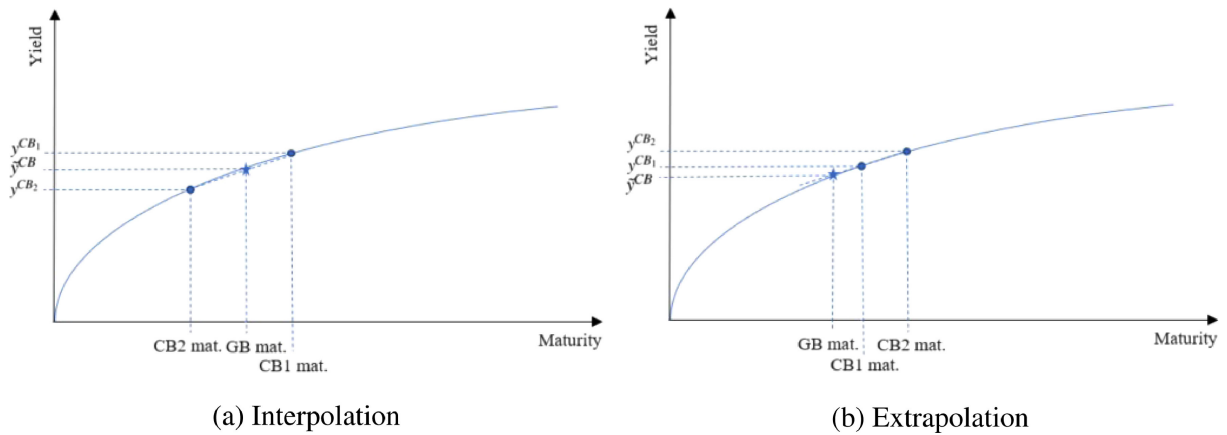 Yield
y^{CB_1}
ỹ^{CB}
y^{CB_2}
CB2 mat. GB mat.
CB1 mat.
Maturity
(a) Interpolation
Yield
y^{CB_2}
y^{CB_1}
ỹ^{CB}
GB mat. CB2 mat.
CB1 mat.
Maturity
(b) Extrapolation